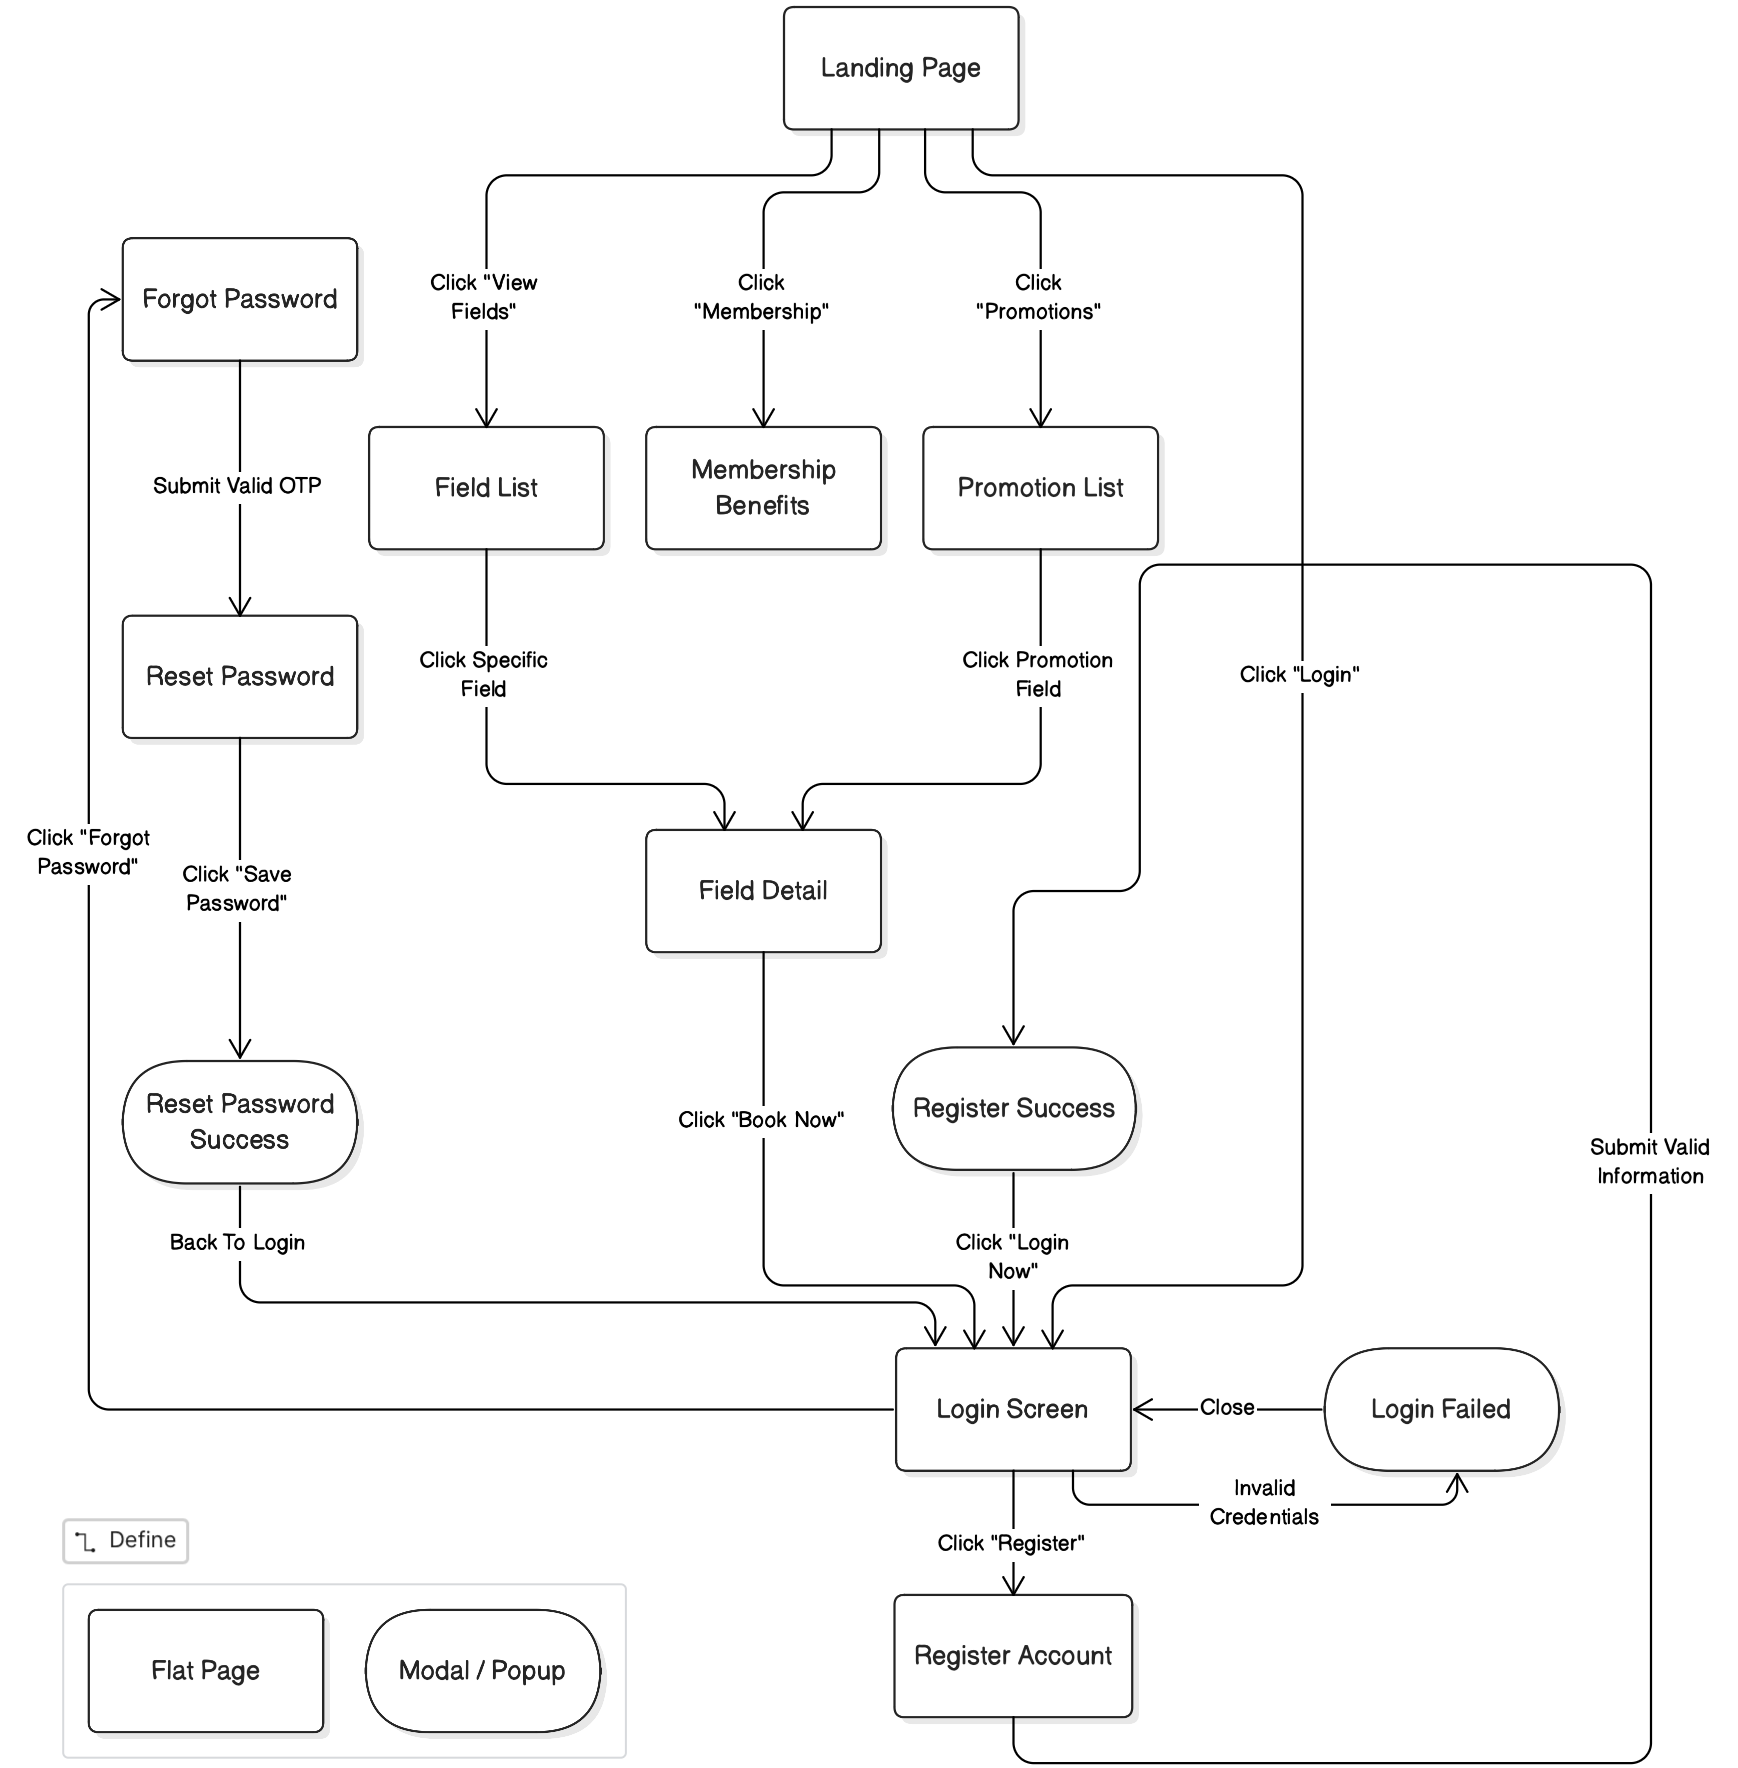 Landing Page
Click "View
Fields"
Click
"Membership"
Click
"Promotions"
Forgot Password
Field List
Membership
Benefits
Promotion List
Submit Valid OTP
Click Specific
Field
Click Promotion
Field
Click "Login"
Reset Password
Click "Forgot
Password"
Click "Save
Password"
Field Detail
Reset Password
Success
Click "Book Now"
Register Success
Submit Valid
Information
Back To Login
Click "Login
Now"
Login Screen
Close
Login Failed
Invalid
Credentials
Click "Register"
Define
Register Account
Flat Page
Modal / Popup